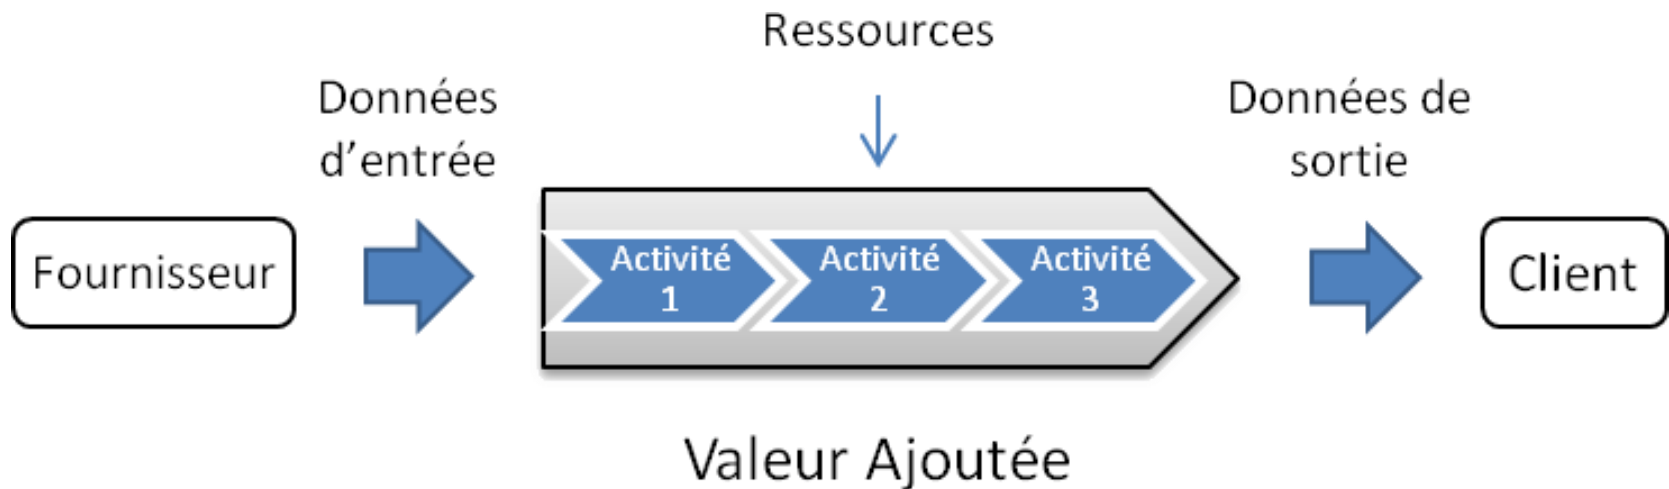 Ressources
Données
d’entrée
Données de
sortie
Fournisseur
Activité
1
Activité
2
Activité
3
Client
Valeur Ajoutée